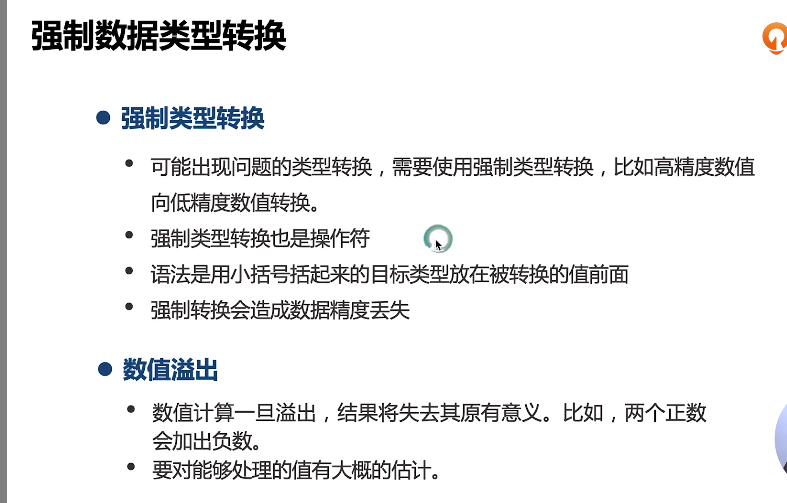 强制数据类型转换
● 强制类型转换
• 可能出现问题的类型转换，需要使用强制类型转换，比如高精度数值
向低精度数值转换。
• 强制类型转换也是操作符
• 语法是用小括号括起来的目标类型放在被转换的值前面
• 强制转换会造成数据精度丢失
● 数值溢出
• 数值计算一旦溢出，结果将失去其原有意义。比如，两个正数
会加出负数。
• 要对能够处理的值有大概的估计。